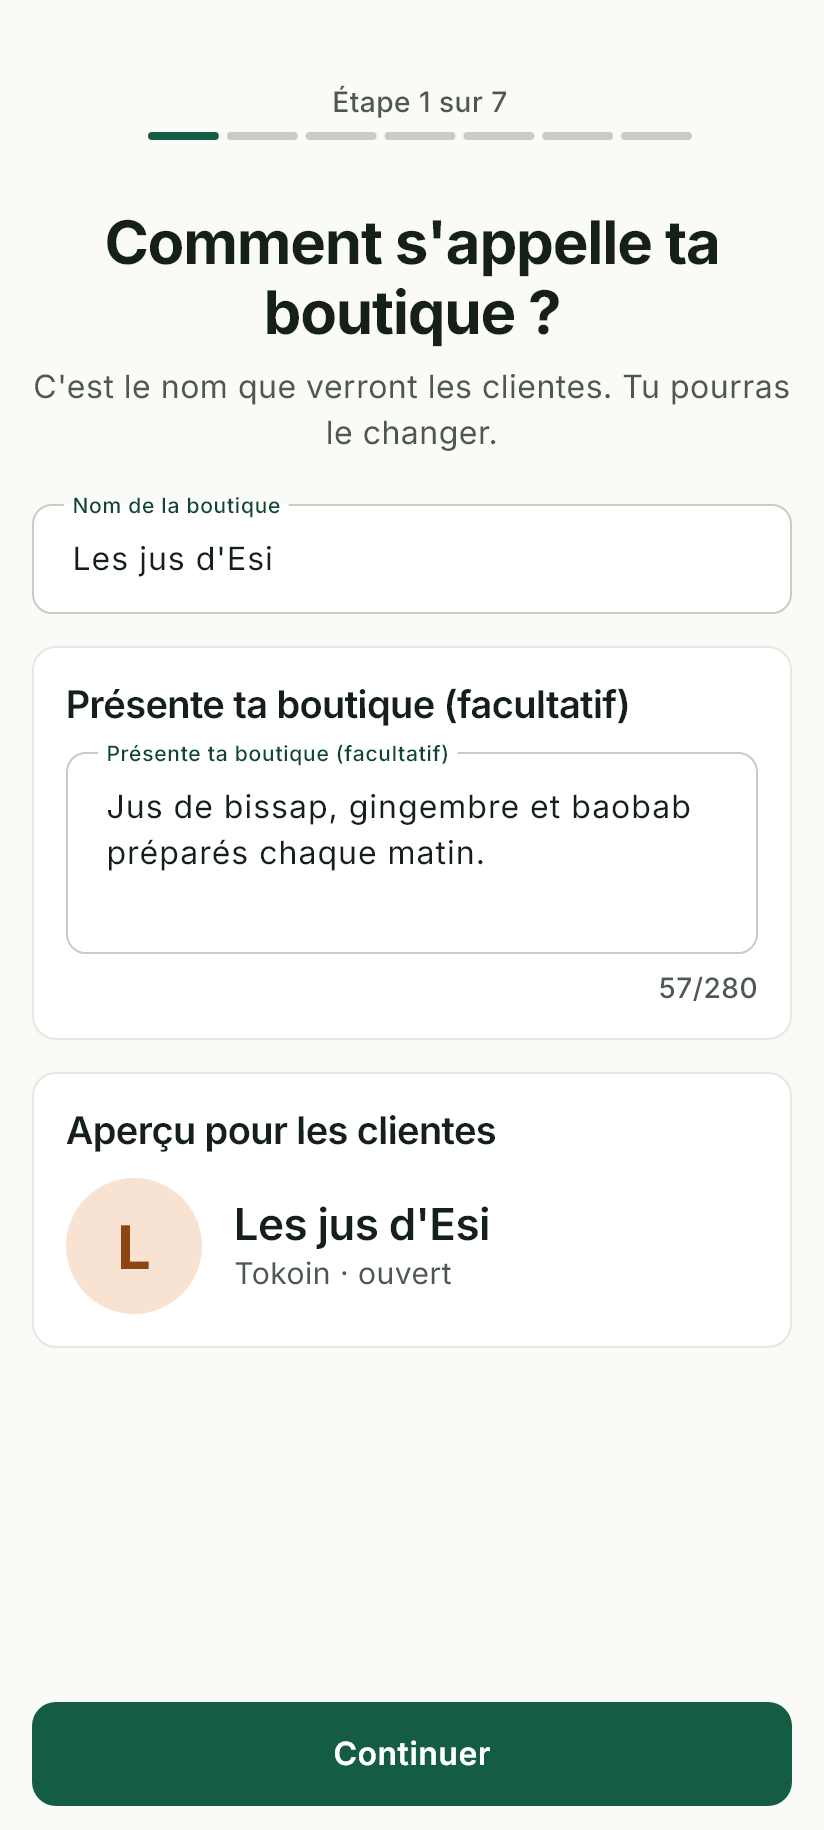 Étape 1 sur 7
Comment s'appelle ta
boutique ?
C'est le nom que verront les clientes. Tu pourras
le changer.
Nom de la boutique
Les jus d'Esi
Présente ta boutique (facultatif)
Présente ta boutique (facultatif)
Jus de bissap, gingembre et baobab
préparés chaque matin.
57/280
Aperçu pour les clientes
L
Les jus d'Esi
Tokoin · ouvert
Continuer